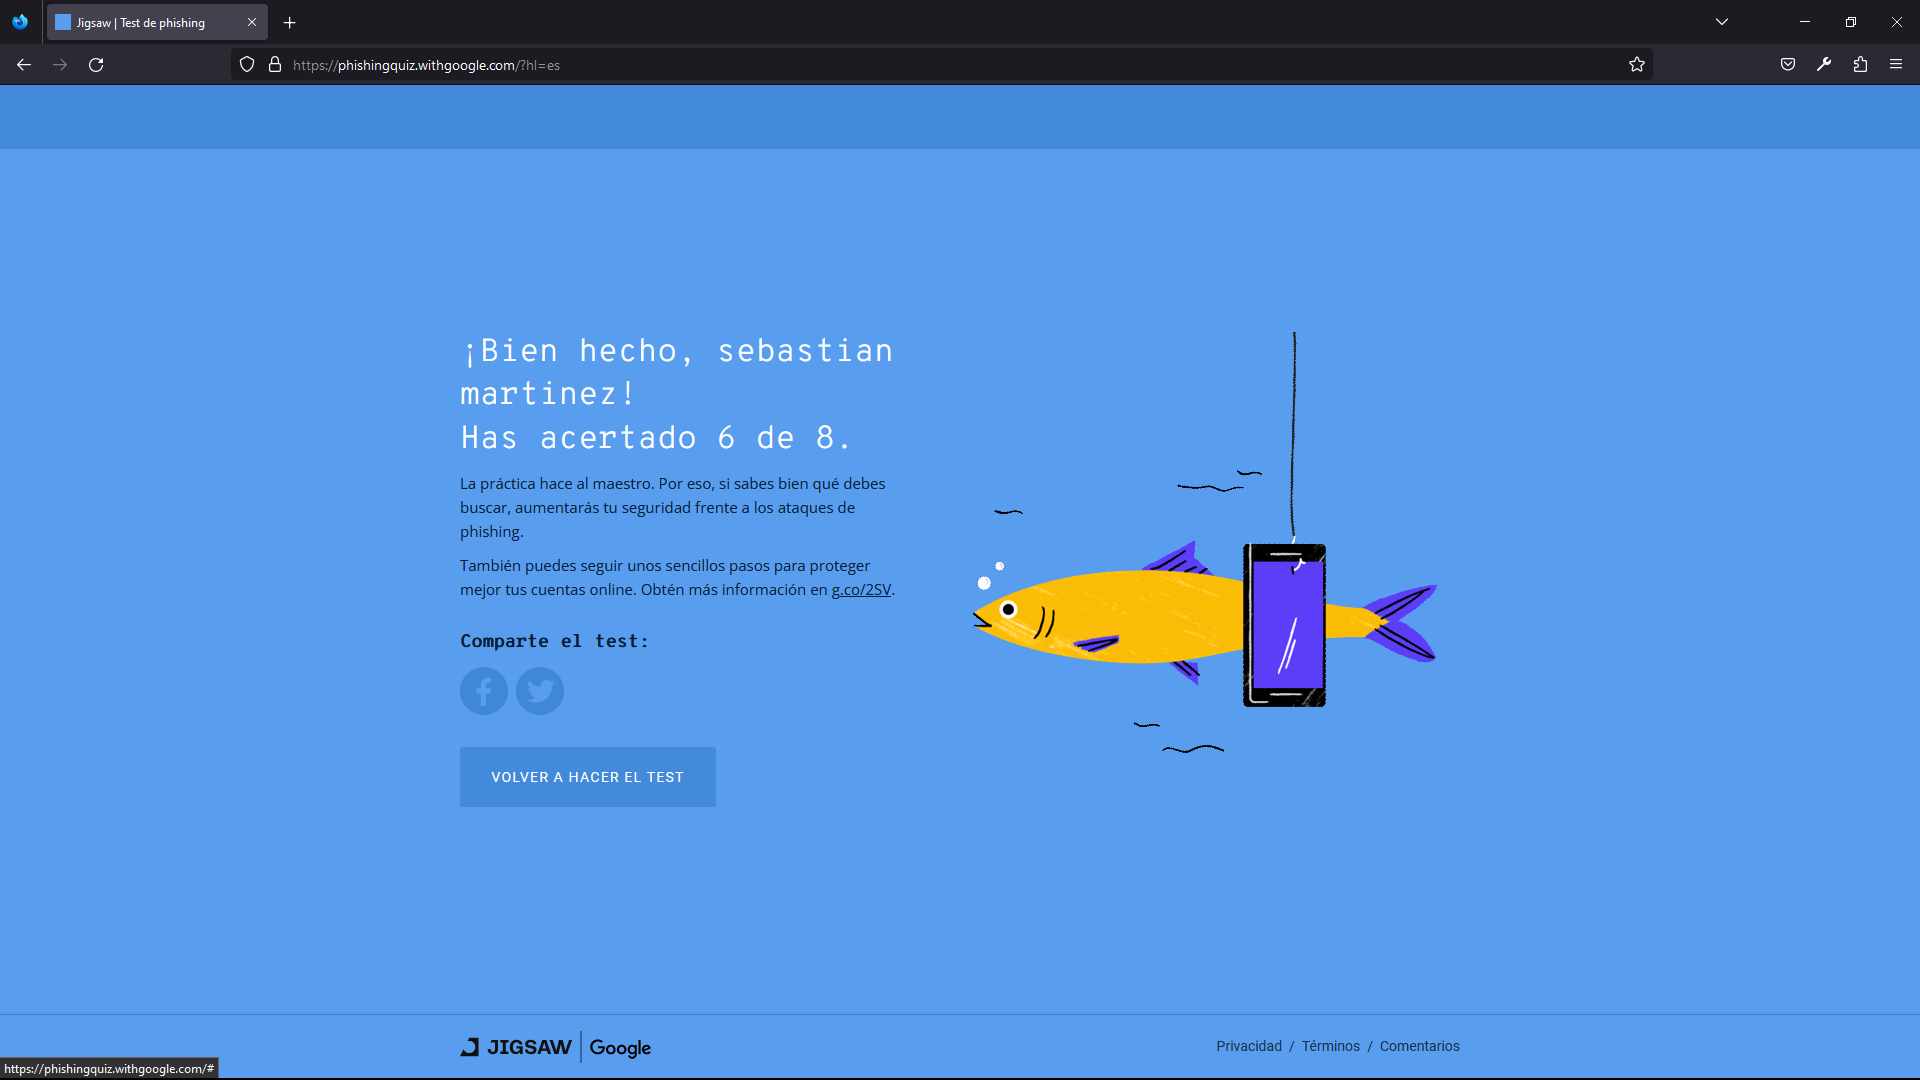 Jigsaw | Test de phishing
https://phishingquiz.withgoogle.com/?hl=es
¡Bien hecho, sebastian
martinez!
Has acertado 6 de 8.
La práctica hace al maestro. Por eso, si sabes bien qué debes
buscar, aumentarás tu seguridad frente a los ataques de
phishing.
También puedes seguir unos sencillos pasos para proteger
mejor tus cuentas online. Obtén más información en g.co/2SV.
Comparte el test:
VOLVER A HACER EL TEST
JIGSAW | Google
Privacidad / Términos / Comentarios
https://phishingquiz.withgoogle.com/#